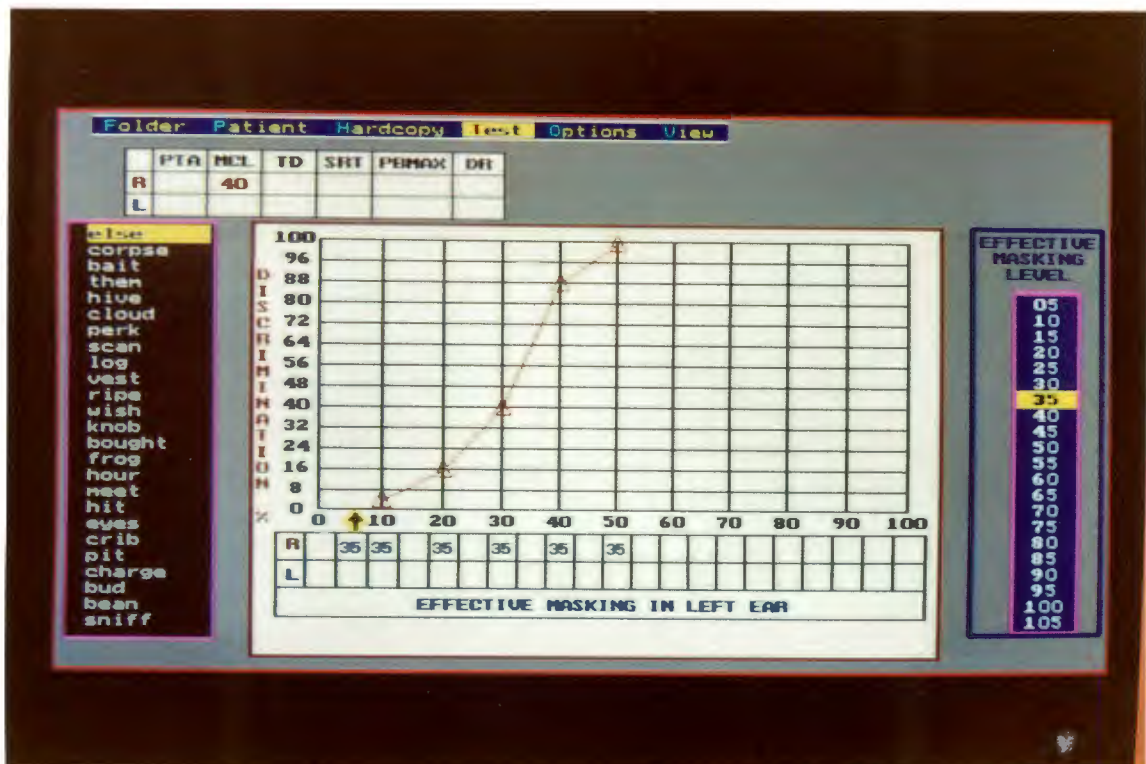 Folder Patient Hardcopy Test Options View
PTA MCL TD SRT PBMAX DR
R 40
L
else
corpse
bait
then
hive
cloud
perk
scan
log
vest
ripe
wish
knob
bought
frog
hour
meet
hit
eyes
crib
pit
charge
bud
bean
sniff
DISCRIMINATION %
100
96
88
80
72
64
56
48
40
32
24
16
8
0
0 10 20 30 40 50 60 70 80 90 100
R 35 35 35 35 35 35
L
EFFECTIVE MASKING IN LEFT EAR
EFFECTIVE
MASKING
LEVEL
05
10
15
20
25
30
35
40
45
50
55
60
65
70
75
80
85
90
95
100
105